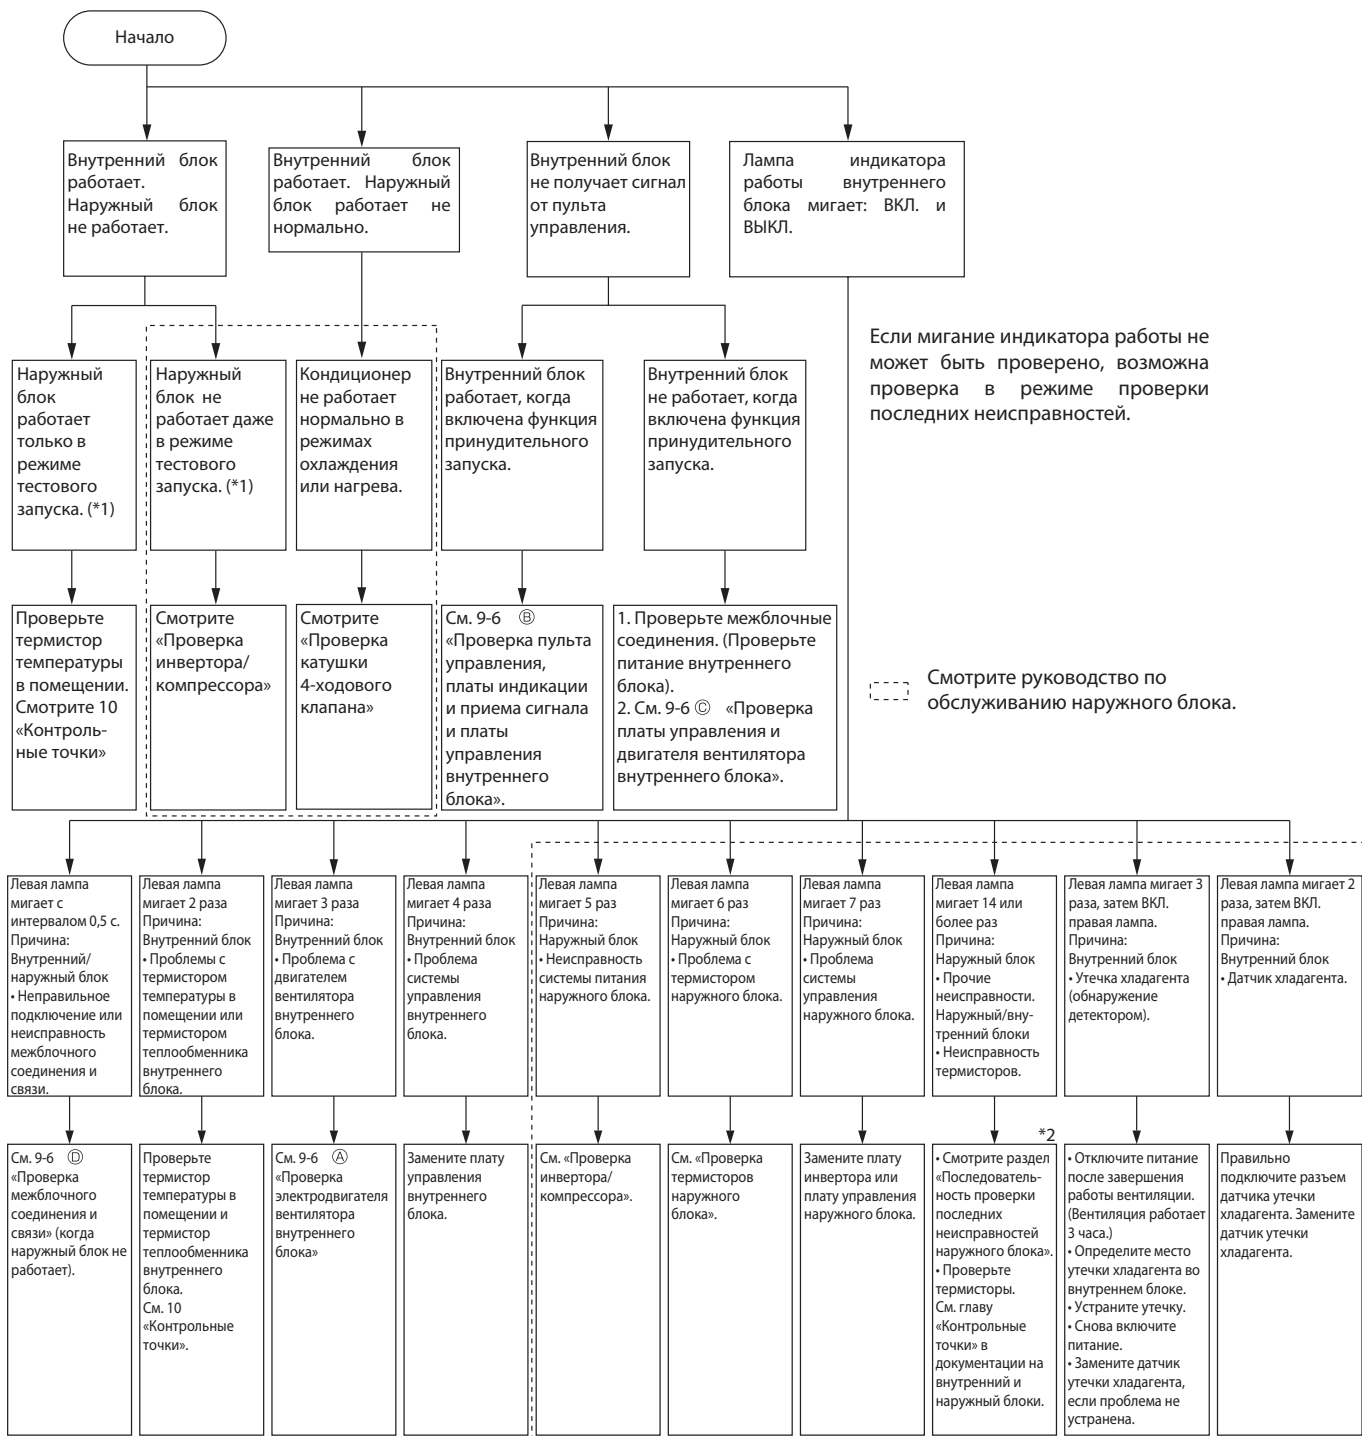 Начало
Внутренний блок
работает.
Наружный блок
не работает.
Внутренний блок
работает. Наружный
блок работает не
нормально.
Внутренний блок
не получает сигнал
от пульта
управления.
Лампа индикатора
работы внутреннего
блока мигает: ВКЛ. и
ВЫКЛ.
Если мигание индикатора работы не
может быть проверено, возможна
проверка в режиме проверки
последних неисправностей.
Наружный
блок
работает
только в
режиме
тестового
запуска. (*1)
Наружный
блок не
работает даже
в режиме
тестового
запуска. (*1)
Кондиционер
не работает
нормально в
режимах
охлаждения
или нагрева.
Внутренний блок
работает, когда
включена функция
принудительного
запуска.
Внутренний блок
не работает, когда
включена функция
принудительного
запуска.
Проверьте
термистор
температуры
в помещении.
Смотрите 10
«Контроль-
ные точки»
Смотрите
«Проверка
инвертора/
компрессора»
Смотрите
«Проверка
катушки
4-ходового
клапана»
См. 9-6 Ⓑ
«Проверка пульта
управления,
платы индикации
и приема сигнала
и платы
управления
внутреннего
блока».
1. Проверьте межблочные
соединения. (Проверьте
питание внутреннего
блока).
2. См. 9-6 Ⓒ «Проверка
платы управления и
двигателя вентилятора
внутреннего блока».
Смотрите руководство по
обслуживанию наружного блока.
Левая лампа
мигает с
интервалом 0,5 с.
Причина:
Внутренний/
наружный блок
• Неправильное
подключение или
неисправность
межблочного
соединения и
связи.
Левая лампа
мигает 2 раза
Причина:
Внутренний блок
• Проблемы с
термистором
температуры в
помещении или
термистором
теплообменника
внутреннего
блока.
Левая лампа
мигает 3 раза
Причина:
Внутренний блок
• Проблема с
двигателем
вентилятора
внутреннего
блока.
Левая лампа
мигает 4 раза
Причина:
Внутренний блок
• Проблема
системы
управления
внутреннего
блока.
Левая лампа
мигает 5 раз
Причина:
Наружный блок
• Неисправность
системы питания
наружного блока.
Левая лампа
мигает 6 раз
Причина:
Наружный блок
• Проблема с
термистором
наружного блока.
Левая лампа
мигает 7 раз
Причина:
Наружный блок
• Проблема
системы
управления
наружного блока.
Левая лампа
мигает 14 или
более раз
Причина:
Наружный блок
• Прочие
неисправности.
Наружный/вну-
тренний блоки
• Неисправность
термисторов.
Левая лампа мигает 3
раза, затем ВКЛ.
правая лампа.
Причина:
Внутренний блок
• Утечка хладагента
(обнаружение
детектором).
Левая лампа мигает 2
раза, затем ВКЛ.
правая лампа.
Причина:
Внутренний блок
• Датчик хладагента.
См. 9-6 Ⓓ
«Проверка
межблочного
соединения и
связи» (когда
наружный блок не
работает).
Проверьте
термистор
температуры в
помещении и
термистор
теплообменника
внутреннего
блока.
См. 10
«Контрольные
точки».
См. 9-6 Ⓐ
«Проверка
электродвигателя
вентилятора
внутреннего
блока»
Замените плату
управления
внутреннего
блока.
См. «Проверка
инвертора/
компрессора».
См. «Проверка
термисторов
наружного
блока».
Замените плату
инвертора или
плату управления
наружного блока.
*2
• Смотрите раздел
«Последователь-
ность проверки
последних
неисправностей
наружного блока».
• Проверьте
термисторы.
См. главу
«Контрольные
точки» в
документации на
внутренний и
наружный блоки.
• Отключите питание
после завершения
работы вентиляции.
(Вентиляция работает
3 часа.)
• Определите место
утечки хладагента во
внутреннем блоке.
• Устраните утечку.
• Снова включите
питание.
• Замените датчик
утечки хладагента,
если проблема не
устранена.
Правильно
подключите разъем
датчика утечки
хладагента. Замените
датчик утечки
хладагента.